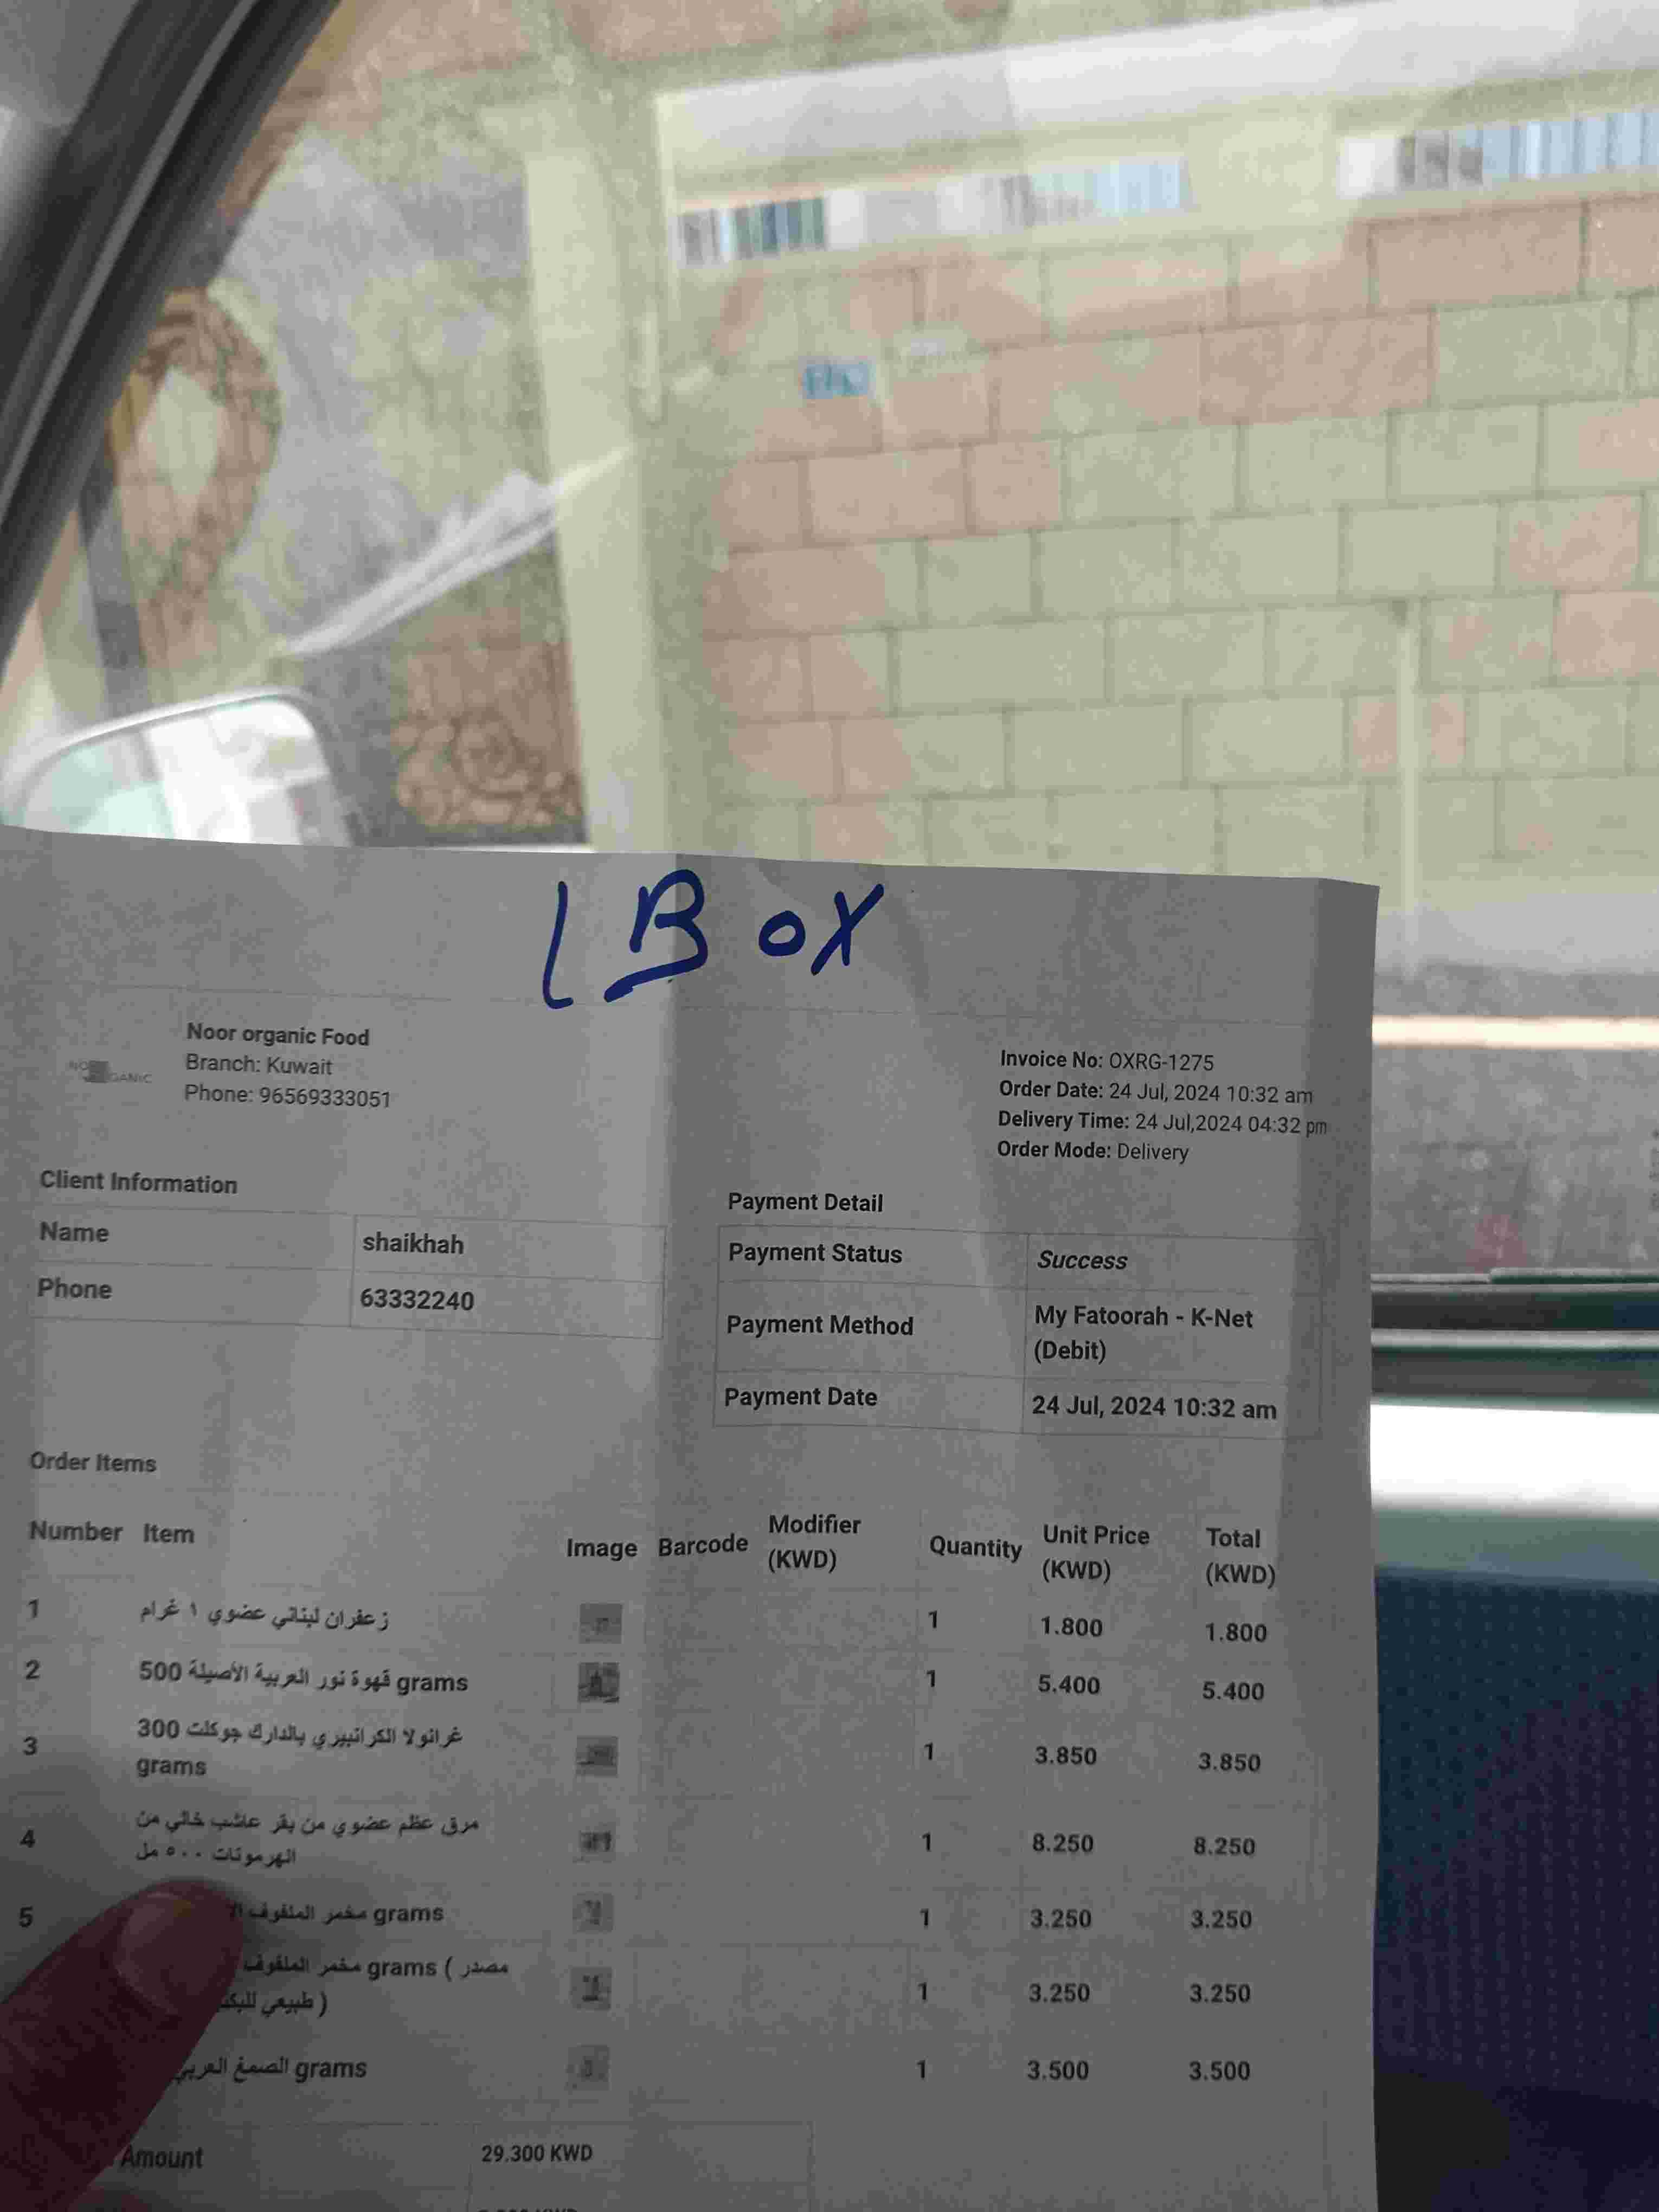 1 BOX
Noor organic Food
Branch: Kuwait
Phone: 96569333051
Invoice No: OXRG-1275
Order Date: 24 Jul, 2024 10:32 am
Delivery Time: 24 Jul,2024 04:32 pm
Order Mode: Delivery
Client Information
Name shaikhah
Phone 63332240
Payment Detail
Payment Status Success
Payment Method My Fatoorah - K-Net
(Debit)
Payment Date 24 Jul, 2024 10:32 am
Order Items
Number Item Image Barcode Modifier (KWD) Quantity Unit Price (KWD) Total (KWD)
1 زعفران لبناني عضوي ١ غرام 1 1.800 1.800
2 قهوة نور العربية الأصيلة 500 grams 1 5.400 5.400
3 غرانولا الكرانبيري بالدارك جوكلت 300
grams 1 3.850 3.850
4 مرق عظم عضوي من بقر عاشب خالي من
الهرمونات ٥٠٠ مل 1 8.250 8.250
5 مخمر الملفوف grams 1 3.250 3.250
مخمر الملفوف grams ( مصدر
طبيعي ) 1 3.250 3.250
الصمغ العربي grams 1 3.500 3.500
Amount 29.300 KWD